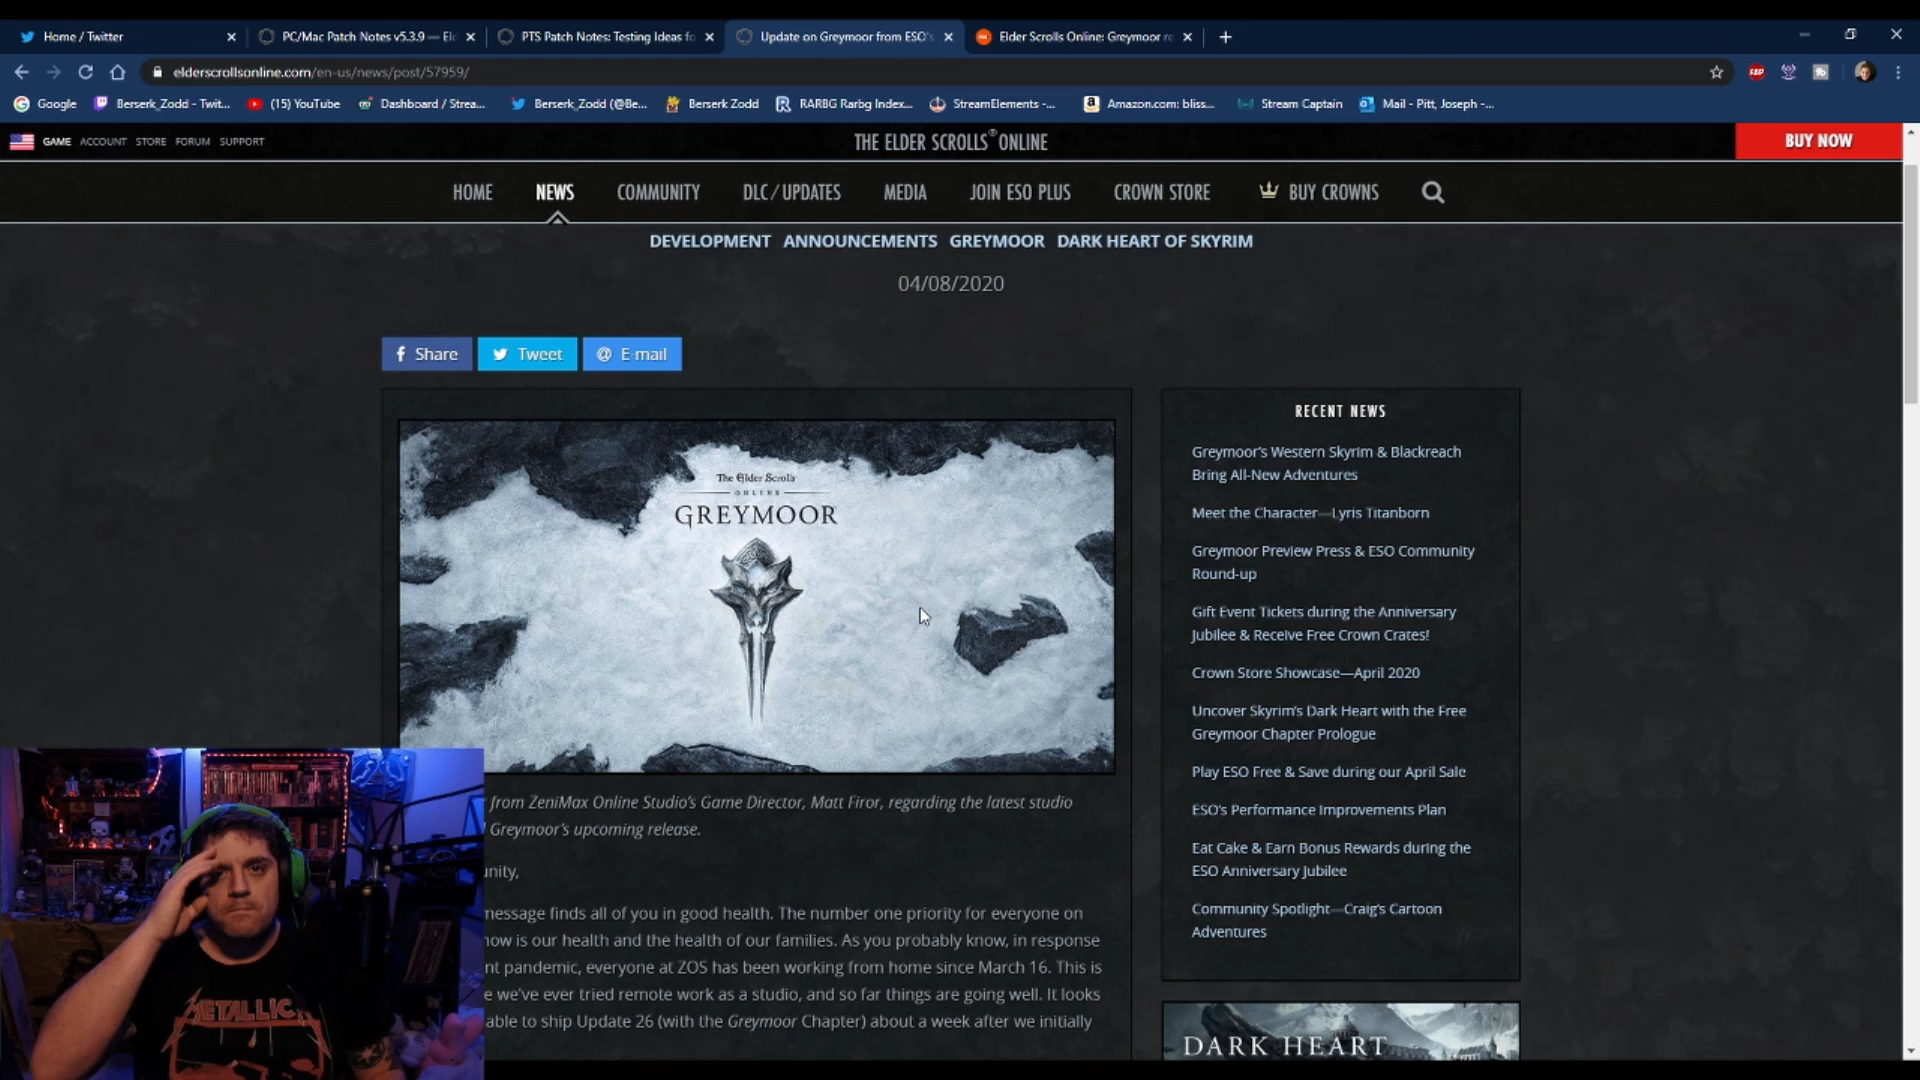 Home / Twitter
PC/Mac Patch Notes v5.3.9 — El
PTS Patch Notes: Testing Ideas fo
Update on Greymoor from ESO's
Elder Scrolls Online: Greymoor re
elderscrollsonline.com/en-us/news/post/57959/
ABP
Google
Berserk_Zodd - Twit...
(15) YouTube
Dashboard / Strea...
Berserk_Zodd (@Be...
Berserk Zodd
RARBG Rarbg Index...
StreamElements -...
Amazon.com: bliss...
Stream Captain
Mail - Pitt, Joseph -...
GAME ACCOUNT STORE FORUM SUPPORT
THE ELDER SCROLLS® ONLINE
BUY NOW
HOME NEWS COMMUNITY DLC / UPDATES MEDIA JOIN ESO PLUS CROWN STORE BUY CROWNS
DEVELOPMENT ANNOUNCEMENTS GREYMOOR DARK HEART OF SKYRIM
04/08/2020
Share
Tweet
@ E-mail
The Elder Scrolls
ONLINE
GREYMOOR
from ZeniMax Online Studio's Game Director, Matt Firor, regarding the latest studio
Greymoor's upcoming release.
unity,
message finds all of you in good health. The number one priority for everyone on
now is our health and the health of our families. As you probably know, in response
nt pandemic, everyone at ZOS has been working from home since March 16. This is
e we've ever tried remote work as a studio, and so far things are going well. It looks
able to ship Update 26 (with the Greymoor Chapter) about a week after we initially
RECENT NEWS
Greymoor's Western Skyrim & Blackreach
Bring All-New Adventures
Meet the Character—Lyris Titanborn
Greymoor Preview Press & ESO Community
Round-up
Gift Event Tickets during the Anniversary
Jubilee & Receive Free Crown Crates!
Crown Store Showcase—April 2020
Uncover Skyrim's Dark Heart with the Free
Greymoor Chapter Prologue
Play ESO Free & Save during our April Sale
ESO's Performance Improvements Plan
Eat Cake & Earn Bonus Rewards during the
ESO Anniversary Jubilee
Community Spotlight—Craig's Cartoon
Adventures
DARK HEART
METALLIC